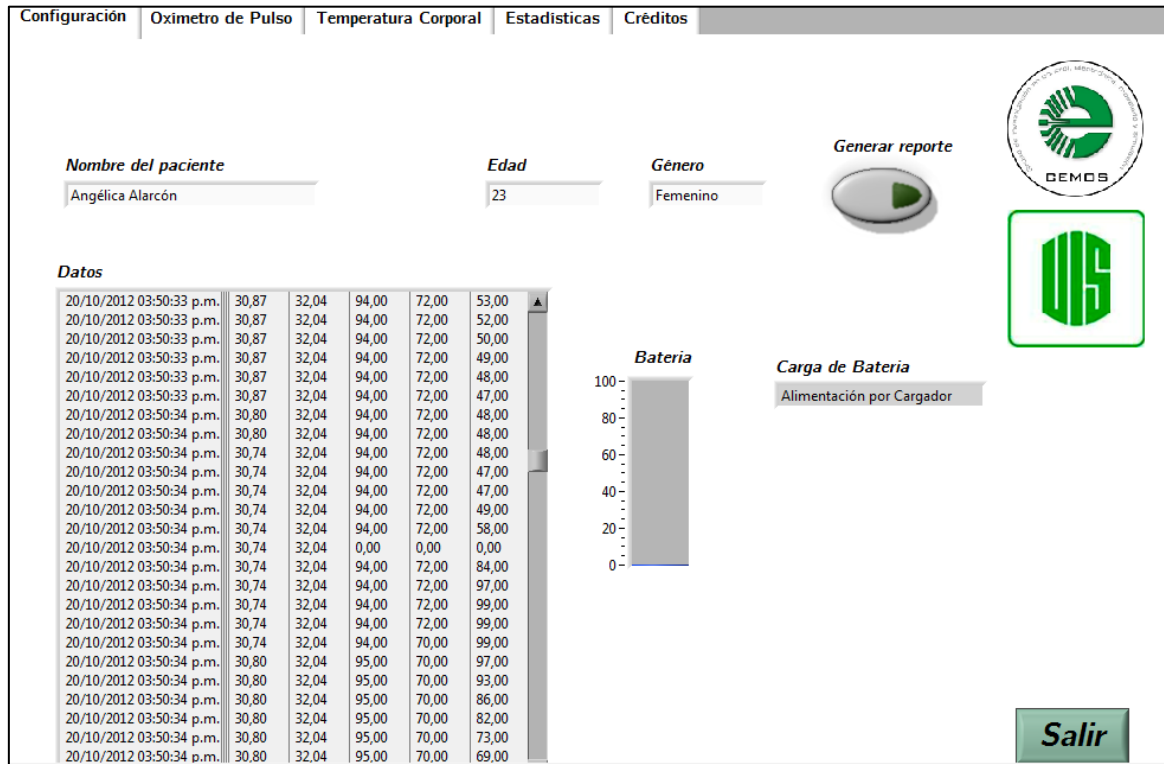 Configuración Oxímetro de Pulso Temperatura Corporal Estadísticas Créditos
Nombre del paciente Edad Género Generar reporte
Angélica Alarcón 23 Femenino
CEMOS
UIS
Datos
20/10/2012 03:50:33 p.m. 30,87 32,04 94,00 72,00 53,00
20/10/2012 03:50:33 p.m. 30,87 32,04 94,00 72,00 52,00
20/10/2012 03:50:33 p.m. 30,87 32,04 94,00 72,00 50,00
20/10/2012 03:50:33 p.m. 30,87 32,04 94,00 72,00 49,00
20/10/2012 03:50:33 p.m. 30,87 32,04 94,00 72,00 48,00
20/10/2012 03:50:33 p.m. 30,87 32,04 94,00 72,00 47,00
20/10/2012 03:50:34 p.m. 30,80 32,04 94,00 72,00 48,00
20/10/2012 03:50:34 p.m. 30,80 32,04 94,00 72,00 48,00
20/10/2012 03:50:34 p.m. 30,74 32,04 94,00 72,00 48,00
20/10/2012 03:50:34 p.m. 30,74 32,04 94,00 72,00 47,00
20/10/2012 03:50:34 p.m. 30,74 32,04 94,00 72,00 47,00
20/10/2012 03:50:34 p.m. 30,74 32,04 94,00 72,00 49,00
20/10/2012 03:50:34 p.m. 30,74 32,04 94,00 72,00 58,00
20/10/2012 03:50:34 p.m. 30,74 32,04 0,00 0,00 0,00
20/10/2012 03:50:34 p.m. 30,74 32,04 94,00 72,00 84,00
20/10/2012 03:50:34 p.m. 30,74 32,04 94,00 72,00 97,00
20/10/2012 03:50:34 p.m. 30,74 32,04 94,00 72,00 99,00
20/10/2012 03:50:34 p.m. 30,74 32,04 94,00 72,00 99,00
20/10/2012 03:50:34 p.m. 30,74 32,04 94,00 70,00 99,00
20/10/2012 03:50:34 p.m. 30,80 32,04 95,00 70,00 97,00
20/10/2012 03:50:34 p.m. 30,80 32,04 95,00 70,00 93,00
20/10/2012 03:50:34 p.m. 30,80 32,04 95,00 70,00 86,00
20/10/2012 03:50:34 p.m. 30,80 32,04 95,00 70,00 82,00
20/10/2012 03:50:34 p.m. 30,80 32,04 95,00 70,00 73,00
20/10/2012 03:50:34 p.m. 30,80 32,04 95,00 70,00 69,00
Batería
100
80
60
40
20
0
Carga de Batería
Alimentación por Cargador
Salir